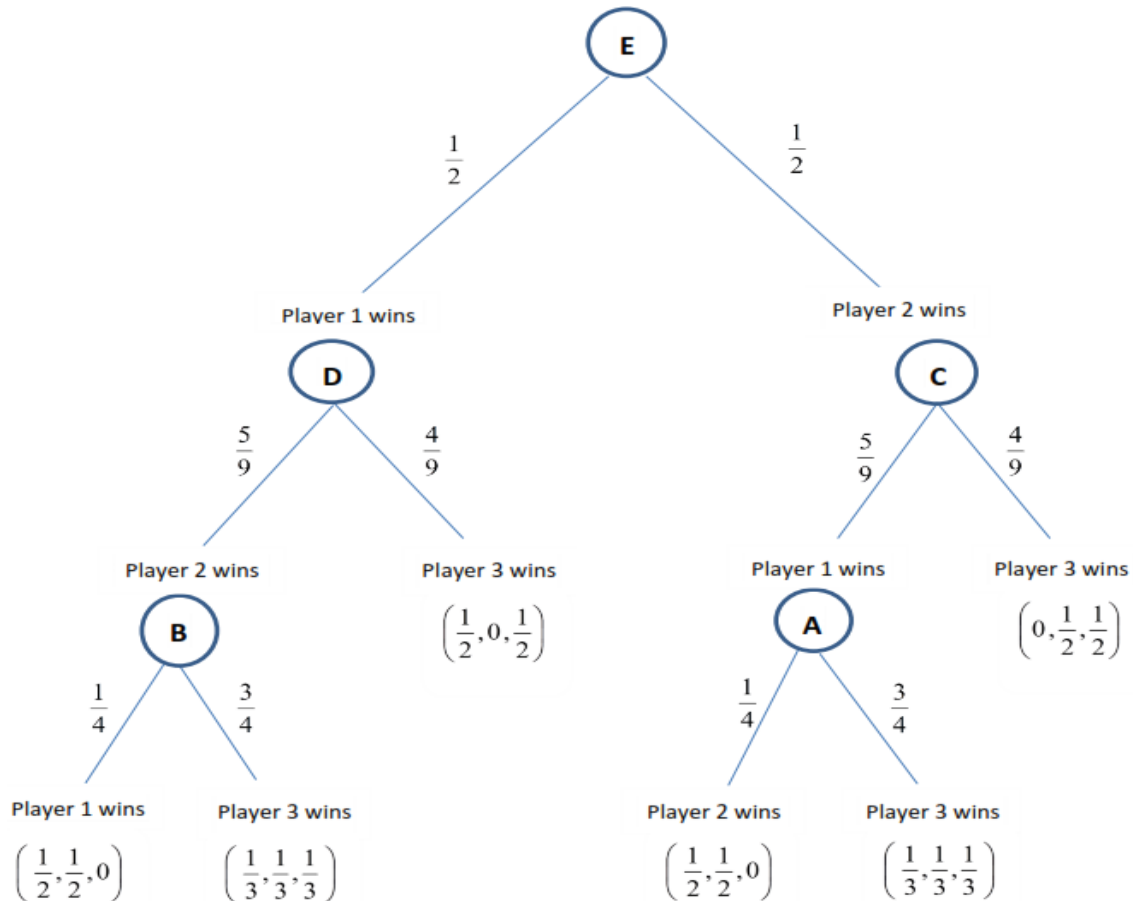 E
1/2 1/2
Player 1 wins Player 2 wins
D C
5/9 4/9 5/9 4/9
Player 2 wins Player 3 wins Player 1 wins Player 3 wins
B (1/2, 0, 1/2) A (0, 1/2, 1/2)
1/4 3/4 1/4 3/4
Player 1 wins Player 3 wins Player 2 wins Player 3 wins
(1/2, 1/2, 0) (1/3, 1/3, 1/3) (1/2, 1/2, 0) (1/3, 1/3, 1/3)